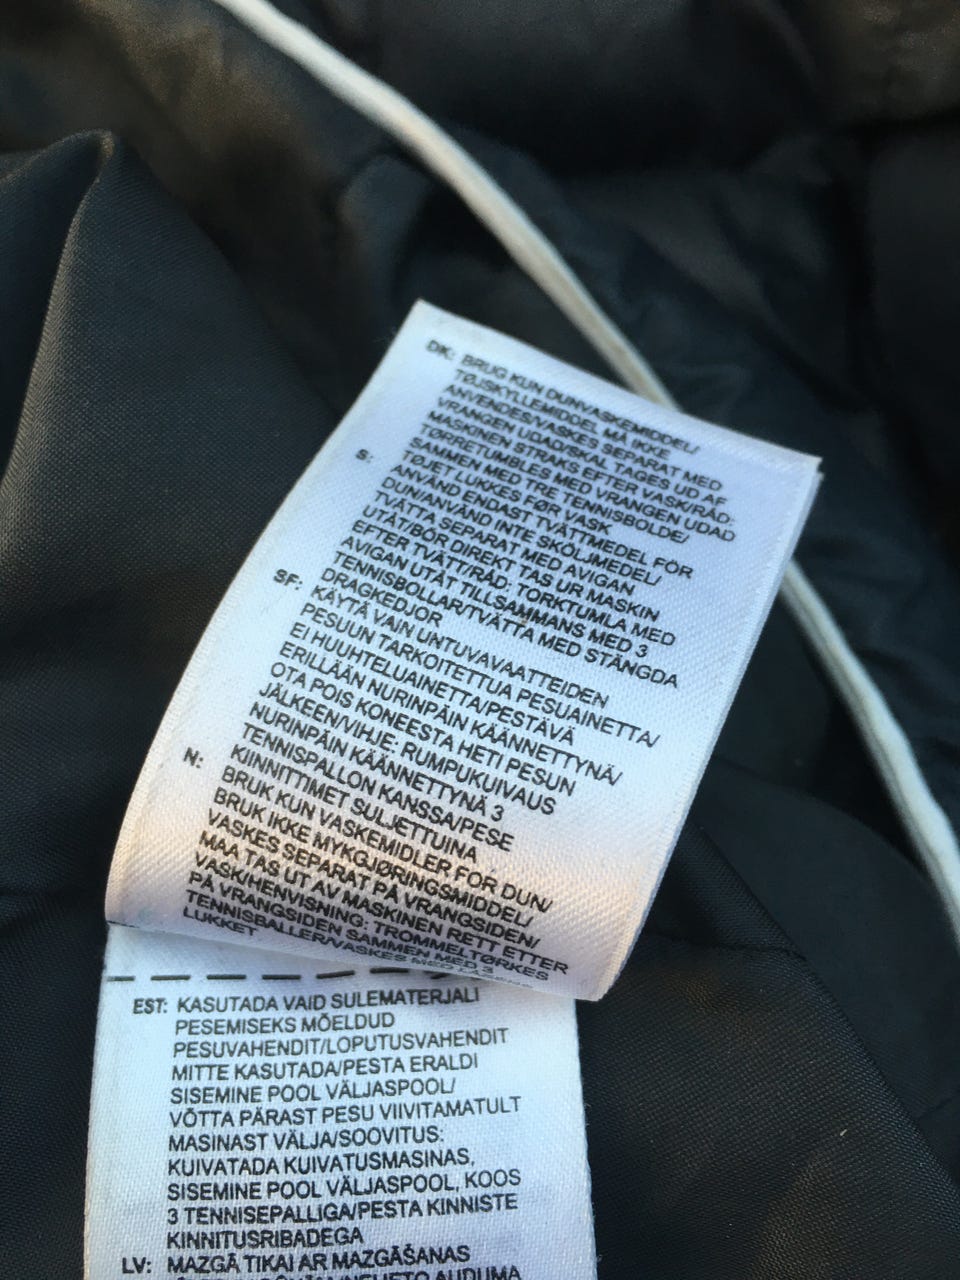 DK: BRUG KUN DUNVASKEMIDDEL/
TØJSKYLLEMIDDEL MÅ IKKE
ANVENDES/VASKES SEPARAT MED
VRANGEN UDAD/SKAL TAGES UD AF
MASKINEN STRAKS EFTER VASK/RÅD:
TØRRETUMBLES MED VRANGEN UDAD
SAMMEN MED TRE TENNISBOLDE/
TØJET LUKKES FØR VASK
S: ANVÄND ENDAST TVÄTTMEDEL FÖR
DUN/ANVÄND INTE SKÖLJMEDEL/
TVÄTTA SEPARAT MED AVIGAN
UTÅT/BÖR DIREKT TAS UR MASKIN
EFTER TVÄTT/RÅD: TORKTUMLA MED
AVIGAN UTÅT TILLSAMMANS MED 3
TENNISBOLLAR/TVÄTTA MED STÄNGDA
DRAGKEDJOR
SF: KÄYTÄ VAIN UNTUVAVAATTEIDEN
PESUUN TARKOITETTUA PESUAINETTA/
EI HUUHTELUAINETTA/PESTÄVÄ
ERILLÄÄN NURINPÄIN KÄÄNNETTYNÄ/
OTA POIS KONEESTA HETI PESUN
JÄLKEEN/VIHJE: RUMPUKUIVAUS
NURINPÄIN KÄÄNNETTYNÄ 3
TENNISPALLON KANSSA/PESE
KIINNITTIMET SULJETTUINA
N: BRUK KUN VASKEMIDLER FOR DUN/
BRUK IKKE MYKGJØRINGSMIDDEL/
VASKES SEPARAT PÅ VRANGSIDEN/
MAA TAS UT AV MASKINEN RETT ETTER
VASK/HENVISNING: TROMMELTØRKES
PÅ VRANGSIDEN SAMMEN MED 3
TENNISBALLER/VASKES MED
LUKKET
EST: KASUTADA VAID SULEMATERJALI
PESEMISEKS MÕELDUD
PESUVAHENDIT/LOPUTUSVAHENDIT
MITTE KASUTADA/PESTA ERALDI
SISEMINE POOL VÄLJASPOOL/
VÕTTA PÄRAST PESU VIIVITAMATULT
MASINAST VÄLJA/SOOVITUS:
KUIVATADA KUIVATUSMASINAS,
SISEMINE POOL VÄLJASPOOL, KOOS
3 TENNISEPALLIGA/PESTA KINNISTE
KINNITUSRIBADEGA
LV: MAZGĀ TIKAI AR MAZGĀŠANAS
AUDUMA